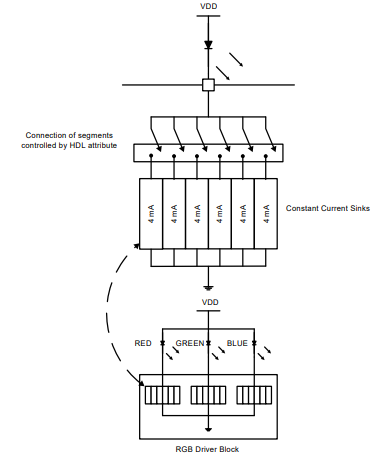 VDD
Connection of segments
controlled by HDL attribute
4 mA
4 mA
4 mA
4 mA
4 mA
4 mA
Constant Current Sinks
VDD
RED
GREEN
BLUE
RGB Driver Block